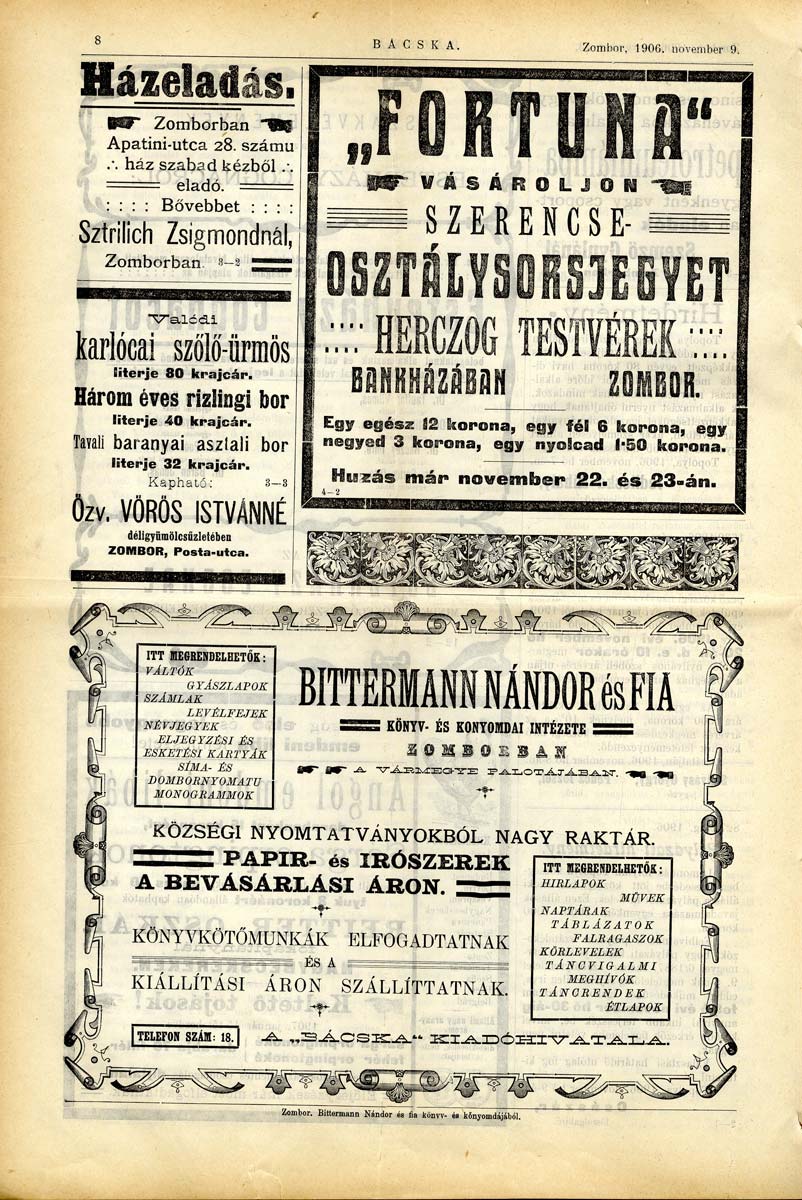 8
BÁCSKA.
Zombor, 1906. november 9.
Házeladás.
Zomborban
Apatini-utca 28. számu
ház szabad kézből
eladó.
Bővebbet
Sztrilich Zsigmondnál,
Zomborban. 3—2
Valódi
karlócai szőlő-ürmös
literje 80 krajcár.
Három éves rizlingi bor
literje 40 krajcár.
Tavali baranyai asztali bor
literje 32 krajcár.
Kapható: 3—3
Özv. VÖRÖS ISTVÁNNÉ
déligyümölcsüzletében
ZOMBOR, Posta-utca.
„FORTUNA“
VÁSÁROLJON
SZERENCSE-
OSZTÁLYSORSJEGYET
HERCZOG TESTVÉREK
BANKHÁZÁBAN ZOMBOR.
Egy egész 12 korona, egy fél 6 korona, egy
negyed 3 korona, egy nyolcad 1·50 korona.
Huzás már november 22. és 23-án.
4—2
ITT MEGRENDELHETŐK:
VÁLTÓK
GYÁSZLAPOK
SZÁMLAK
LEVÉLFEJEK
NÉVJEGYEK
ELJEGYZÉSI ÉS
ESKETÉSI KARTYÁK
SÍMA- ÉS
DOMBORNYOMATU
MONOGRAMMOK
BITTERMANN NÁNDOR és FIA
KÖNYV- ÉS KONYOMDAI INTÉZETE
ZOMBORBAN
A VÁRMEGYE PALOTÁJÁBAN.
KÖZSÉGI NYOMTATVÁNYOKBÓL NAGY RAKTÁR.
PAPIR- és IRÓSZEREK
A BEVÁSÁRLÁSI ÁRON.
KÖNYVKÖTŐMUNKÁK ELFOGADTATNAK
ÉS A
KIÁLLÍTÁSI ÁRON SZÁLLÍTTATNAK.
ITT MEGRENDELHETŐK:
HIRLAPOK
MŰVEK
NAPTÁRAK
TÁBLÁZATOK
FALRAGASZOK
KÖRLEVELEK
TÁNCVIGALMI
MEGHÍVÓK
TÁNCRENDEK
ÉTLAPOK
TELEFON SZÁM: 18.
A „BÁCSKA“ KIADÓHIVATALA.
Zombor. Bittermann Nándor és fia könyv- és kőnyomdájából.